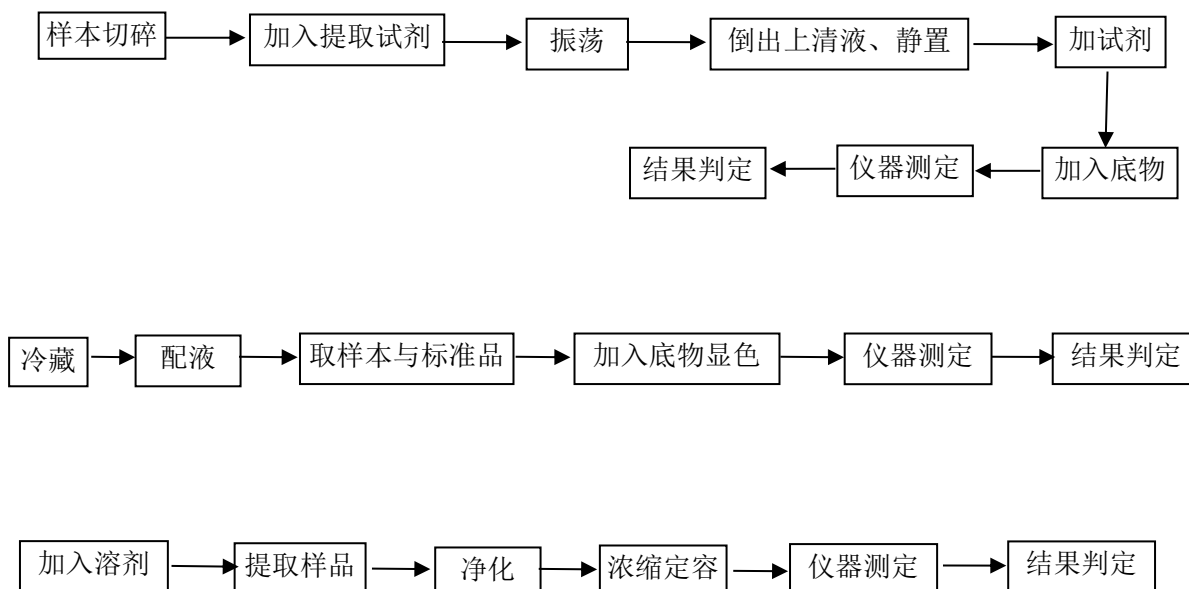 样本切碎 加入提取试剂 振荡 倒出上清液、静置 加试剂
结果判定 仪器测定 加入底物
冷藏 配液 取样本与标准品 加入底物显色 仪器测定 结果判定
加入溶剂 提取样品 净化 浓缩定容 仪器测定 结果判定